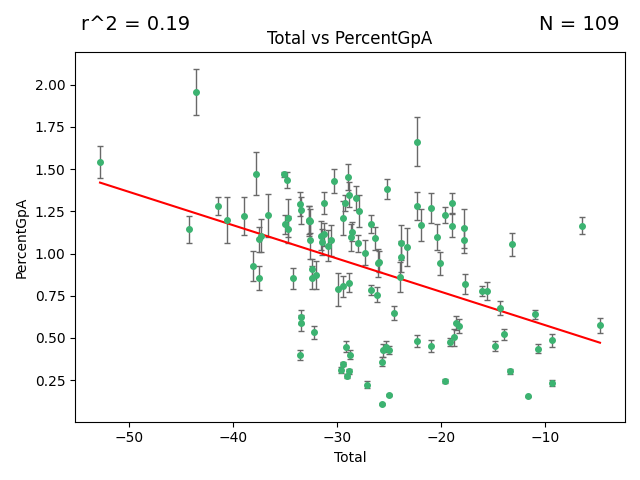 r^2 = 0.19
N = 109
Total vs PercentGpA
PercentGpA
2.00
1.75
1.50
1.25
1.00
0.75
0.50
0.25
−50
−40
−30
−20
−10
Total